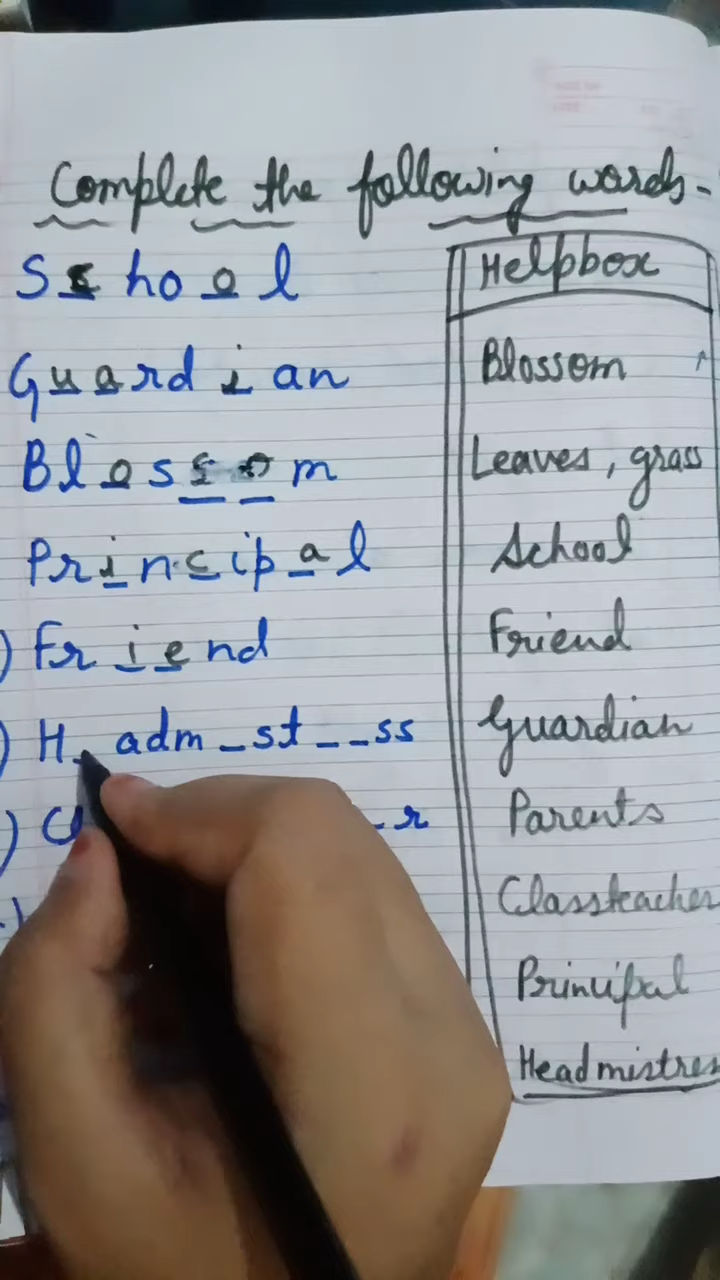 Complete the following words-
School
Guardian
Blossom
Principal
Friend
H_adm_st__ss
Helpbox
Blossom
Leaves, grass
School
Friend
Guardian
Parents
Classteacher
Principal
Headmistres